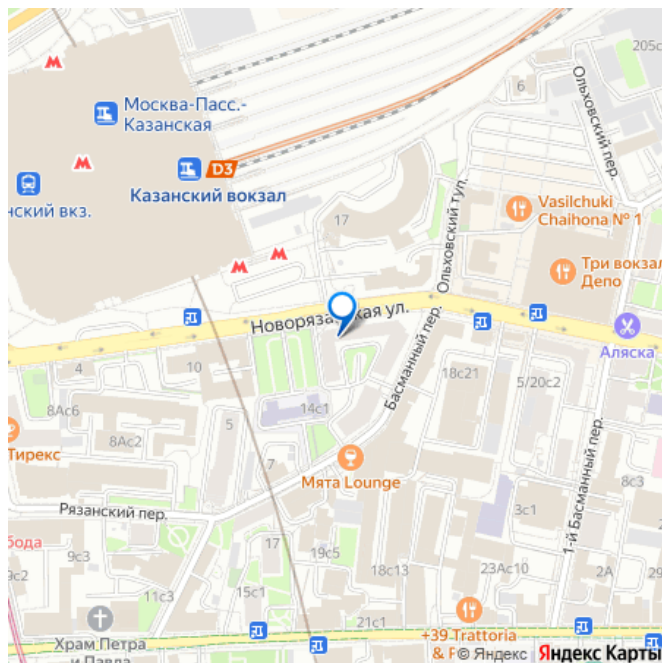 205с
Ольховский пер.
6
Москва-Пасс.-
Казанская
D3
Казанский вокзал
нский вкз.
17
Ольховский туп.
Vasilchuki
Chaihona № 1
Три вокзал
Депо
Новорязанская ул.
Аляска
4
10
Басманный пер.
18с21
5/20с2
8Ас6
14с1
5
8Ас2
Тирекс
7
Мята Lounge
1-й Басманный пер.
8с3
Рязанский пер.
3с1
бода
17
19с5
9с3
9с2
18с13
23Ас10
2А
29
11с3
15с1
21с1
Храм Петра
и Павла
+39 Trattoria
& P
© Яндекс
Яндекс Карты